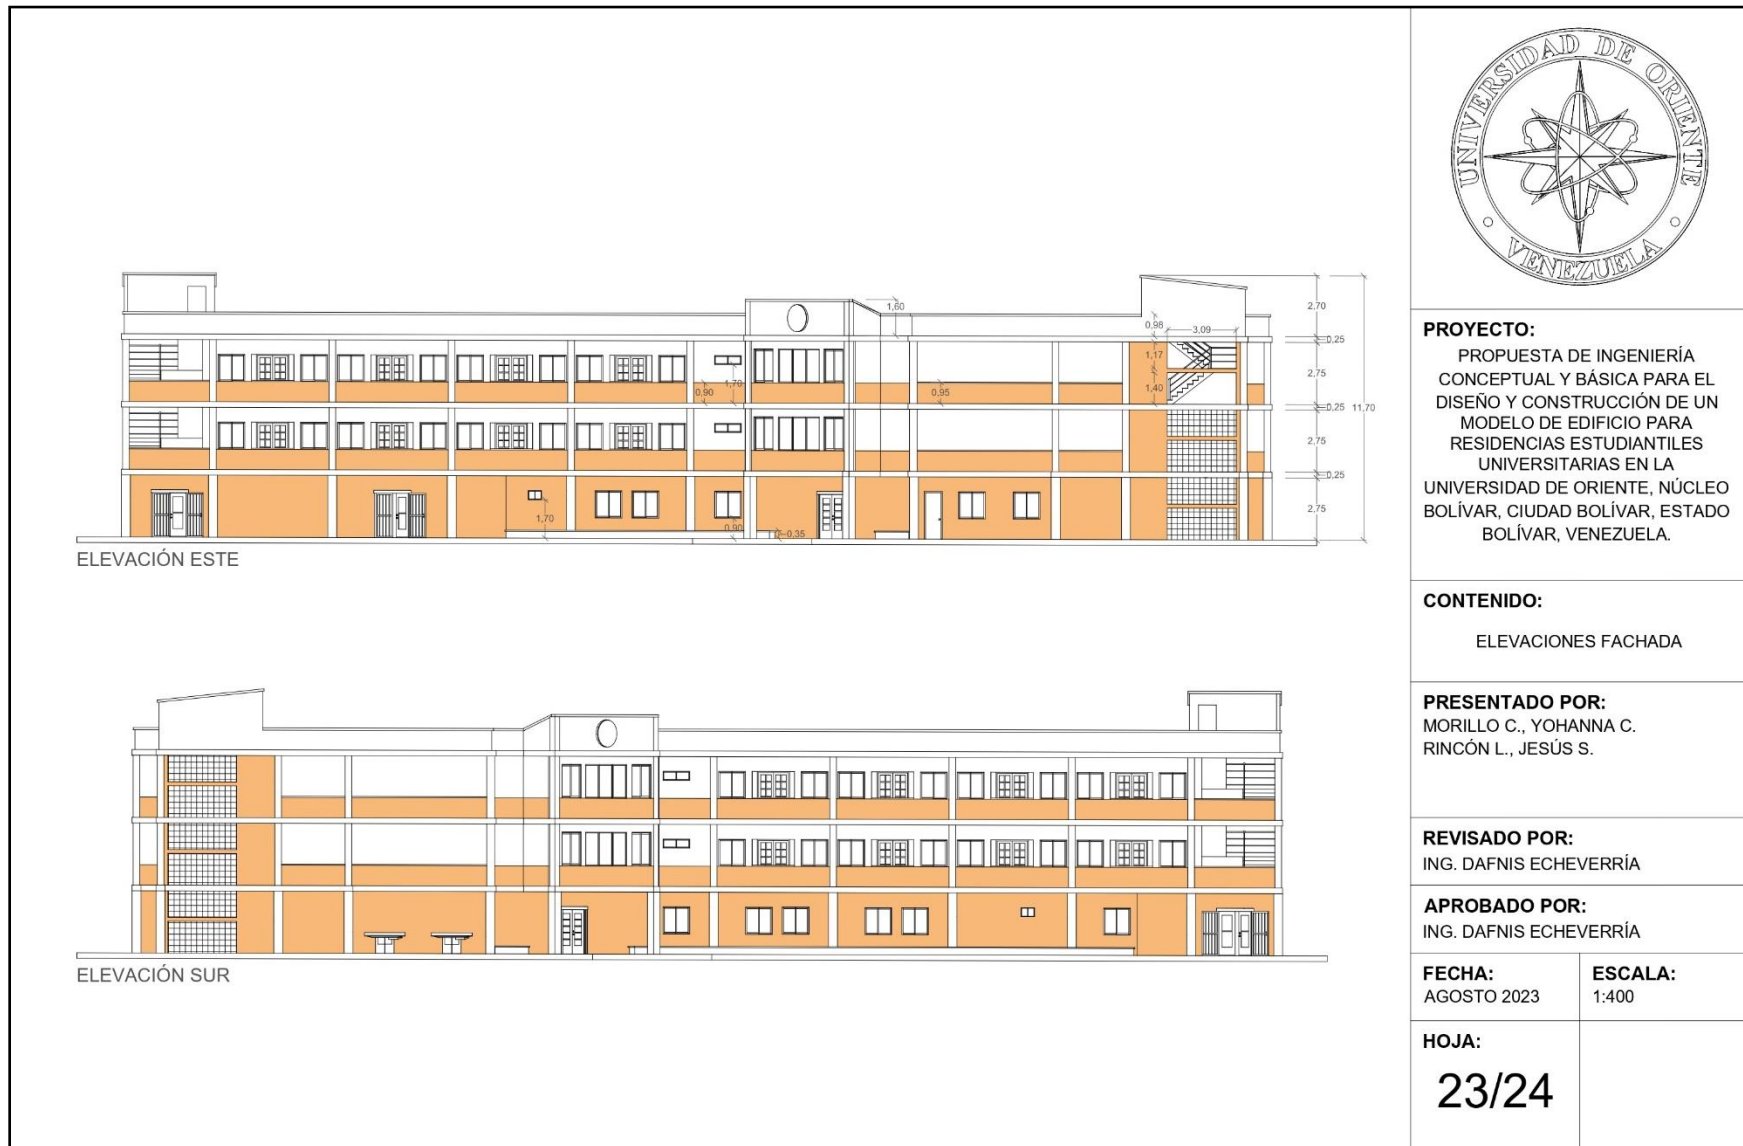 2,70
1,60
0,98
3,09
0,25
1,17
2,75
1,70
0,90
0,95
1,40
0,25
11,70
2,75
0,25
1,70
2,75
0,90
0,35
ELEVACIÓN ESTE
ELEVACIÓN SUR
UNIVERSIDAD DE ORIENTE
VENEZUELA
PROYECTO:
PROPUESTA DE INGENIERÍA
CONCEPTUAL Y BÁSICA PARA EL
DISEÑO Y CONSTRUCCIÓN DE UN
MODELO DE EDIFICIO PARA
RESIDENCIAS ESTUDIANTILES
UNIVERSITARIAS EN LA
UNIVERSIDAD DE ORIENTE, NÚCLEO
BOLÍVAR, CIUDAD BOLÍVAR, ESTADO
BOLÍVAR, VENEZUELA.
CONTENIDO:
ELEVACIONES FACHADA
PRESENTADO POR:
MORILLO C., YOHANNA C.
RINCÓN L., JESÚS S.
REVISADO POR:
ING. DAFNIS ECHEVERRÍA
APROBADO POR:
ING. DAFNIS ECHEVERRÍA
FECHA:
AGOSTO 2023
ESCALA:
1:400
HOJA:
23/24